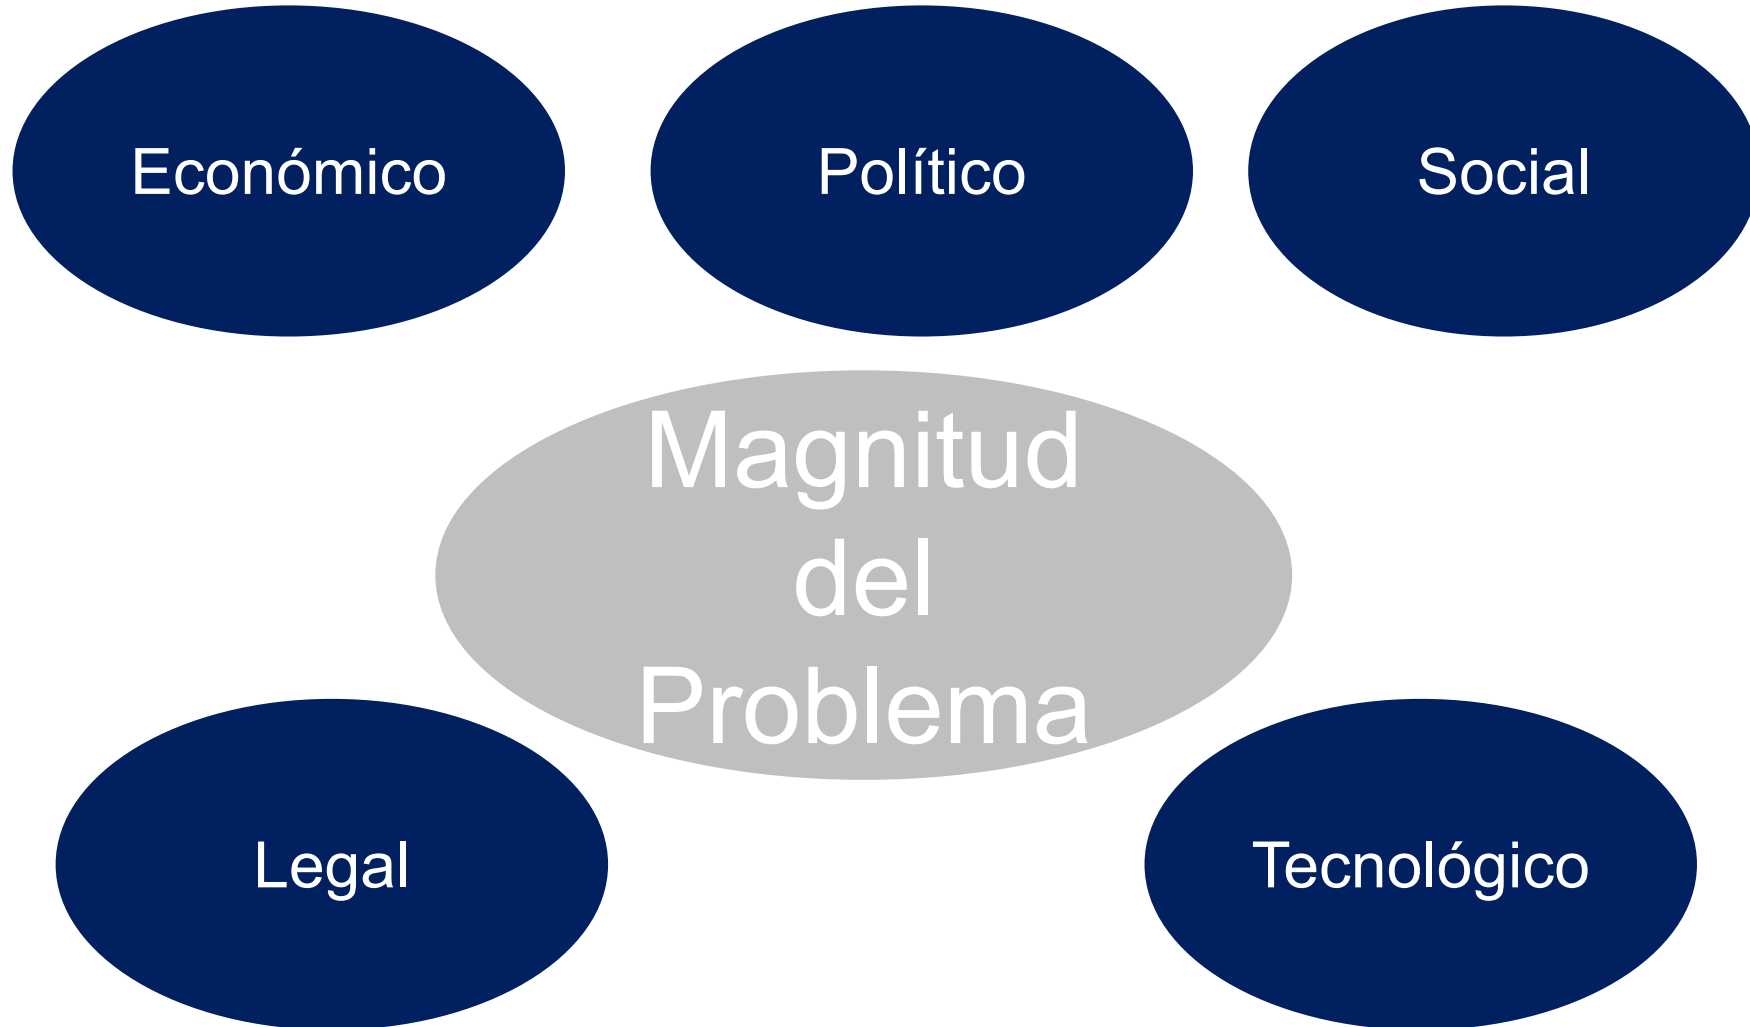 Económico
Político
Social
Magnitud
del
Problema
Legal
Tecnológico